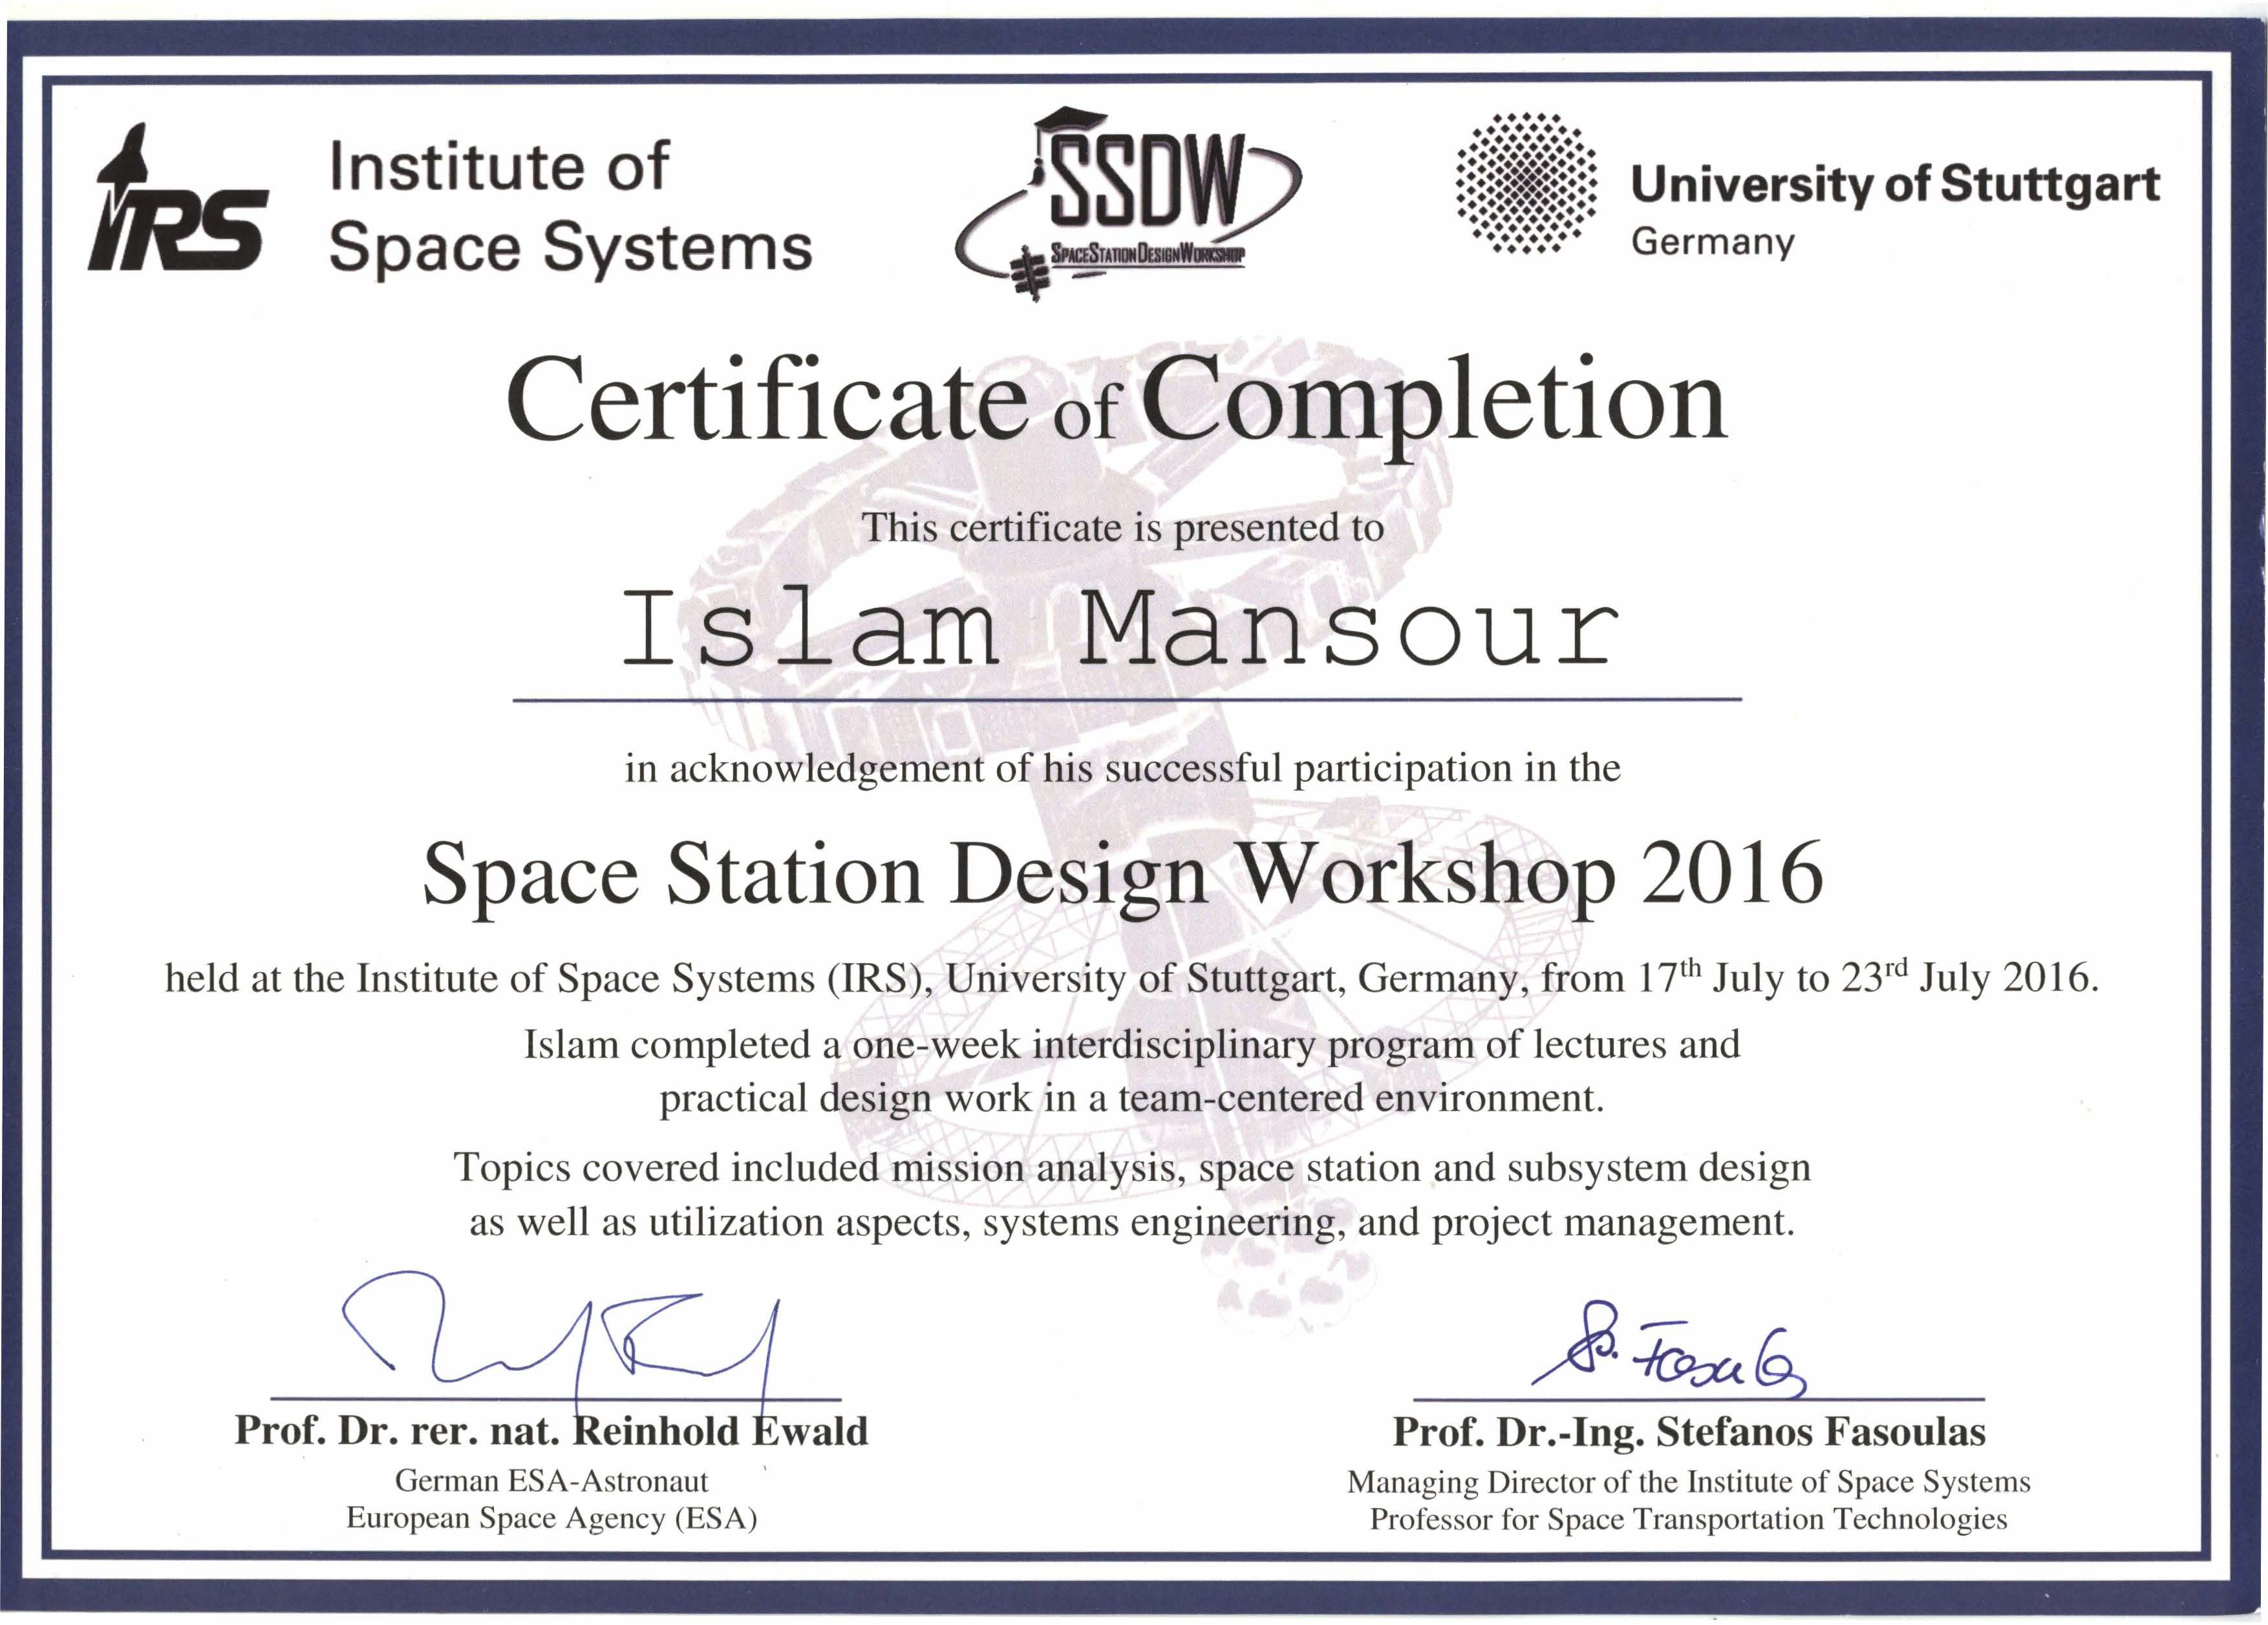 IRS
Institute of
Space Systems
SSDW
SPACESTATIONDESIGNWORKSHOP
University of Stuttgart
Germany
Certificate of Completion
This certificate is presented to
Islam Mansour
in acknowledgement of his successful participation in the
Space Station Design Workshop 2016
held at the Institute of Space Systems (IRS), University of Stuttgart, Germany, from 17th July to 23rd July 2016.
Islam completed a one-week interdisciplinary program of lectures and
practical design work in a team-centered environment.
Topics covered included mission analysis, space station and subsystem design
as well as utilization aspects, systems engineering, and project management.
Prof. Dr. rer. nat. Reinhold Ewald
German ESA-Astronaut
European Space Agency (ESA)
Prof. Dr.-Ing. Stefanos Fasoulas
Managing Director of the Institute of Space Systems
Professor for Space Transportation Technologies